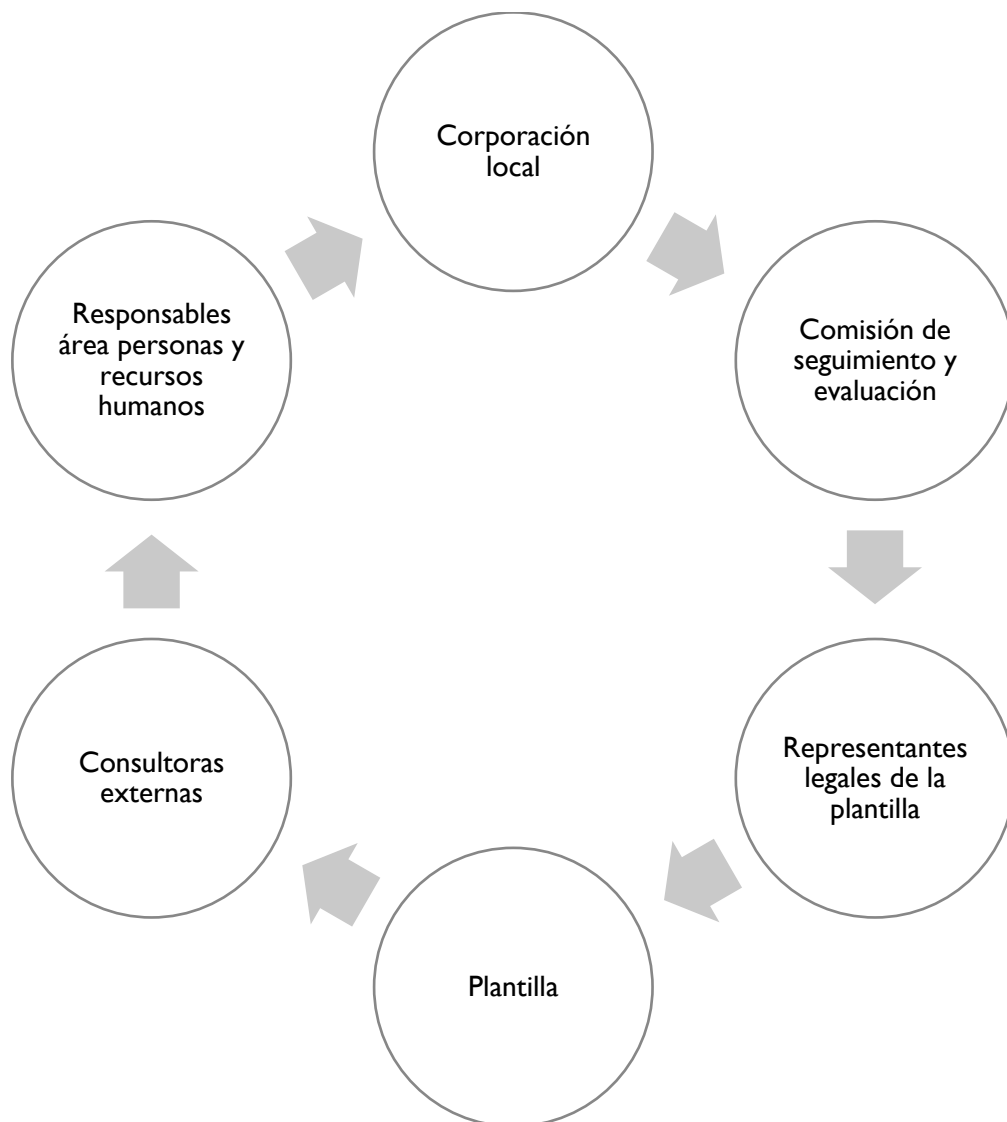 Corporación
local
Comisión de
seguimiento y
evaluación
Representantes
legales de la
plantilla
Plantilla
Consultoras
externas
Responsables
área personas y
recursos
humanos